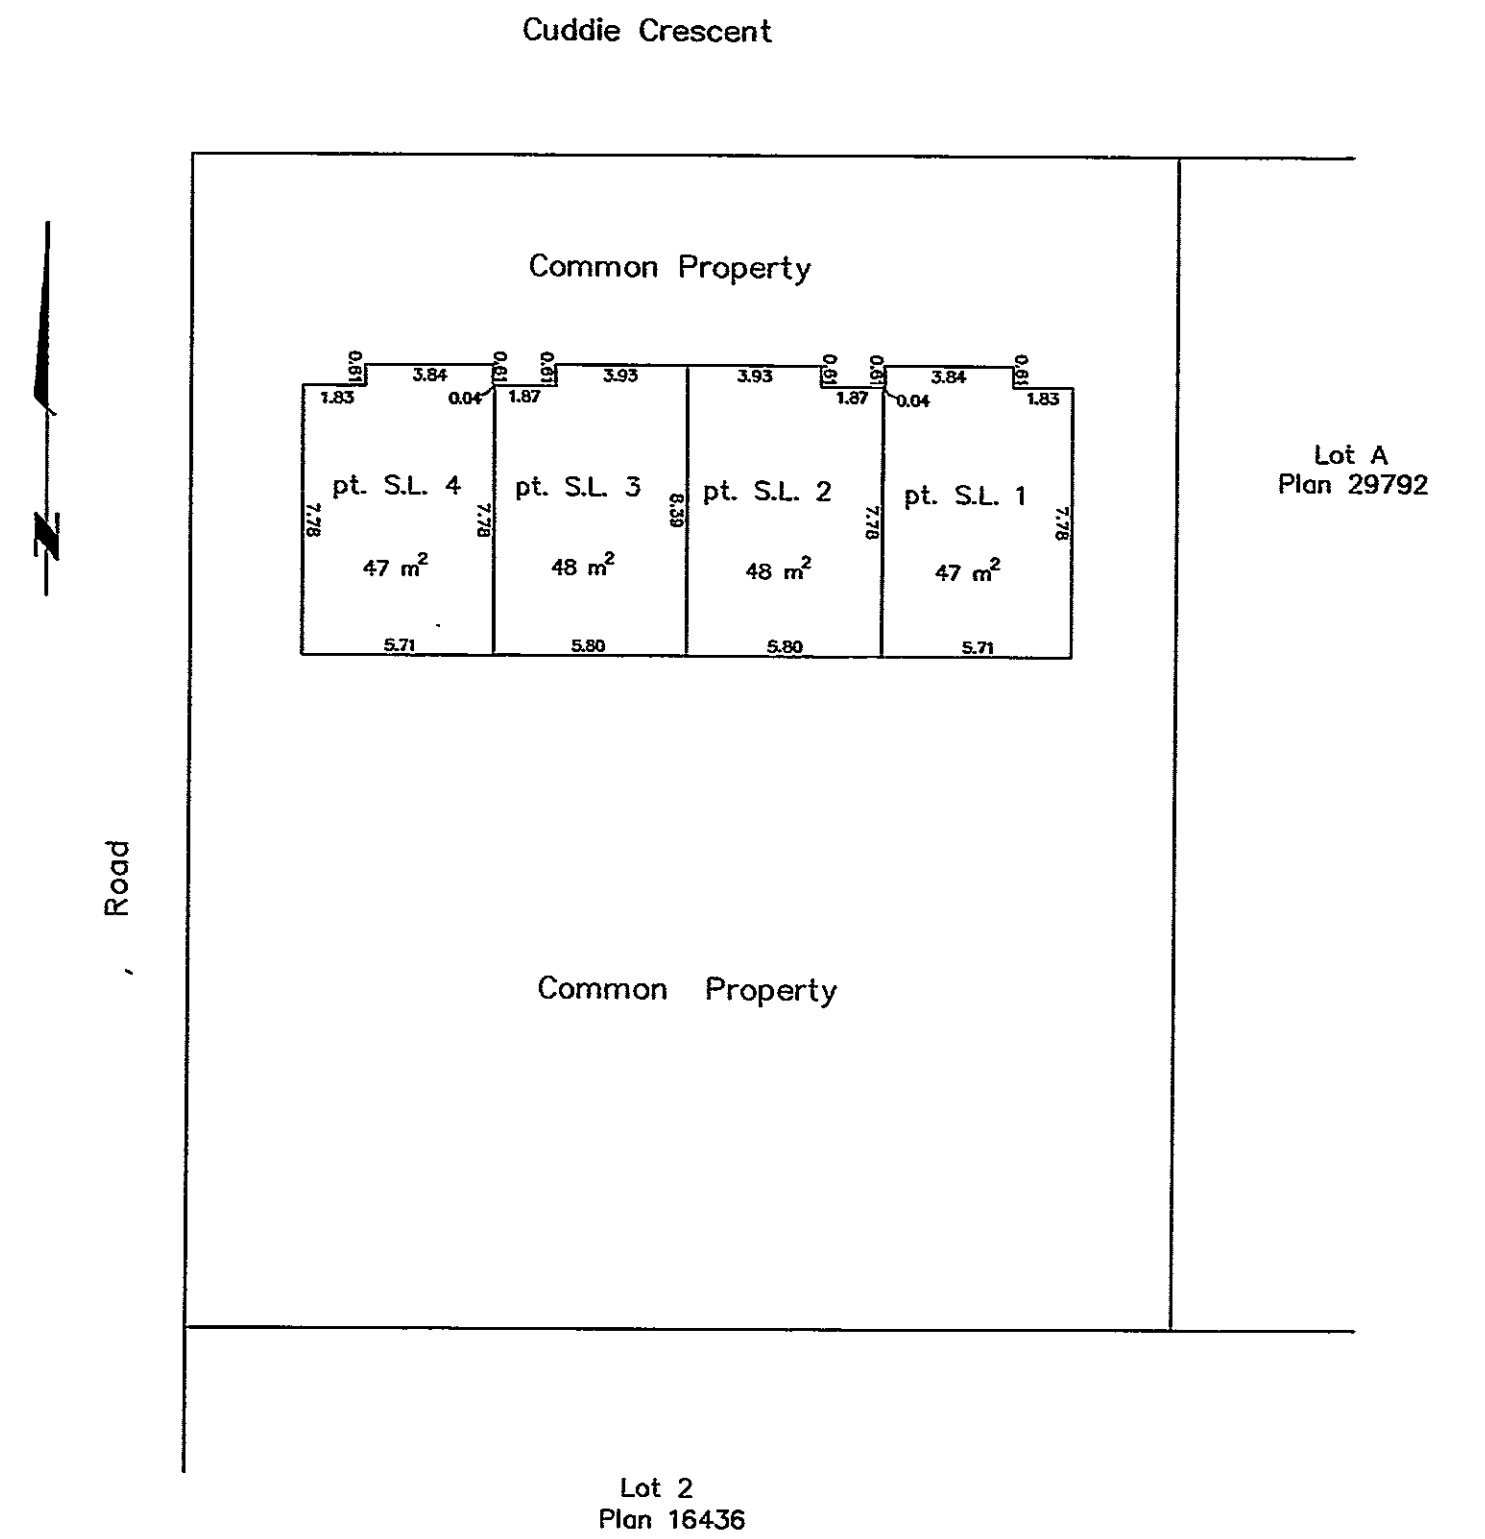 Cuddie Crescent
Common Property
0.61 0.61 0.61 0.61 0.61 0.61
3.84 3.93 3.93 3.84
1.83 0.04 1.87 1.87 0.04 1.83
Lot A
Plan 29792
pt. S.L. 4 pt. S.L. 3 pt. S.L. 2 pt. S.L. 1
7.78 7.78 8.39 7.78 7.78
N
47 m² 48 m² 48 m² 47 m²
5.71 5.80 5.80 5.71
Road
Common Property
Lot 2
Plan 16436